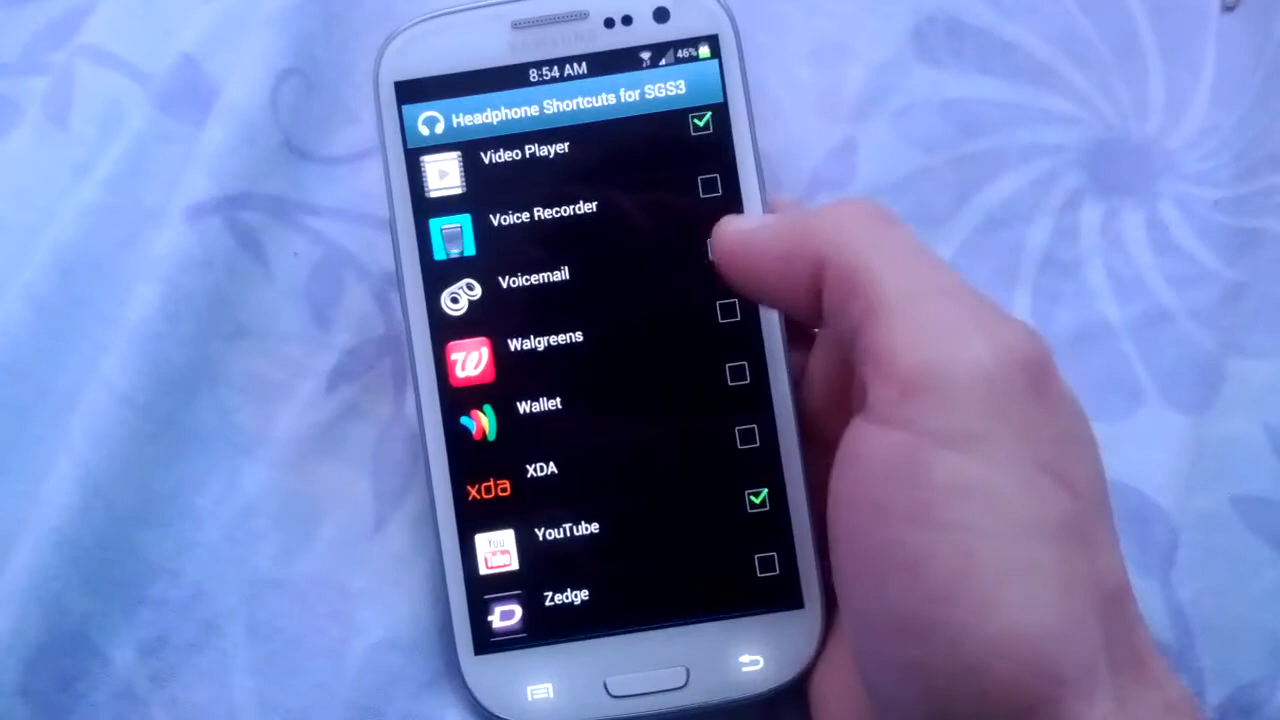 SAMSUNG
8:54 AM
46%
Headphone Shortcuts for SGS3
Video Player
Voice Recorder
Voicemail
Walgreens
Wallet
XDA
xda
YouTube
You
Tube
Zedge